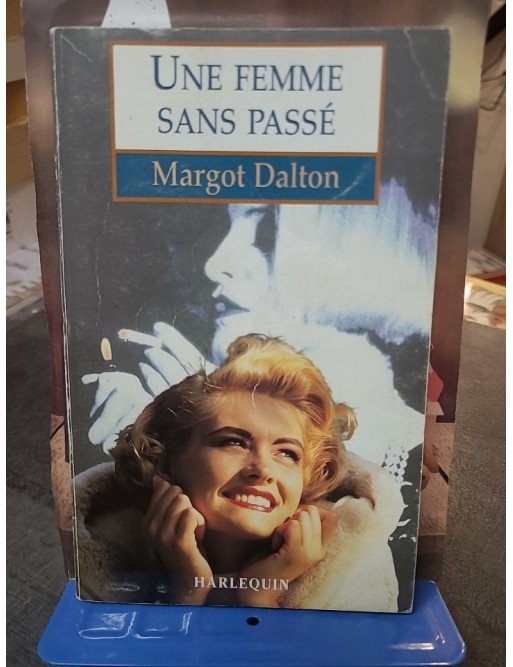 UNE FEMME
SANS PASSÉ
Margot Dalton
HARLEQUIN